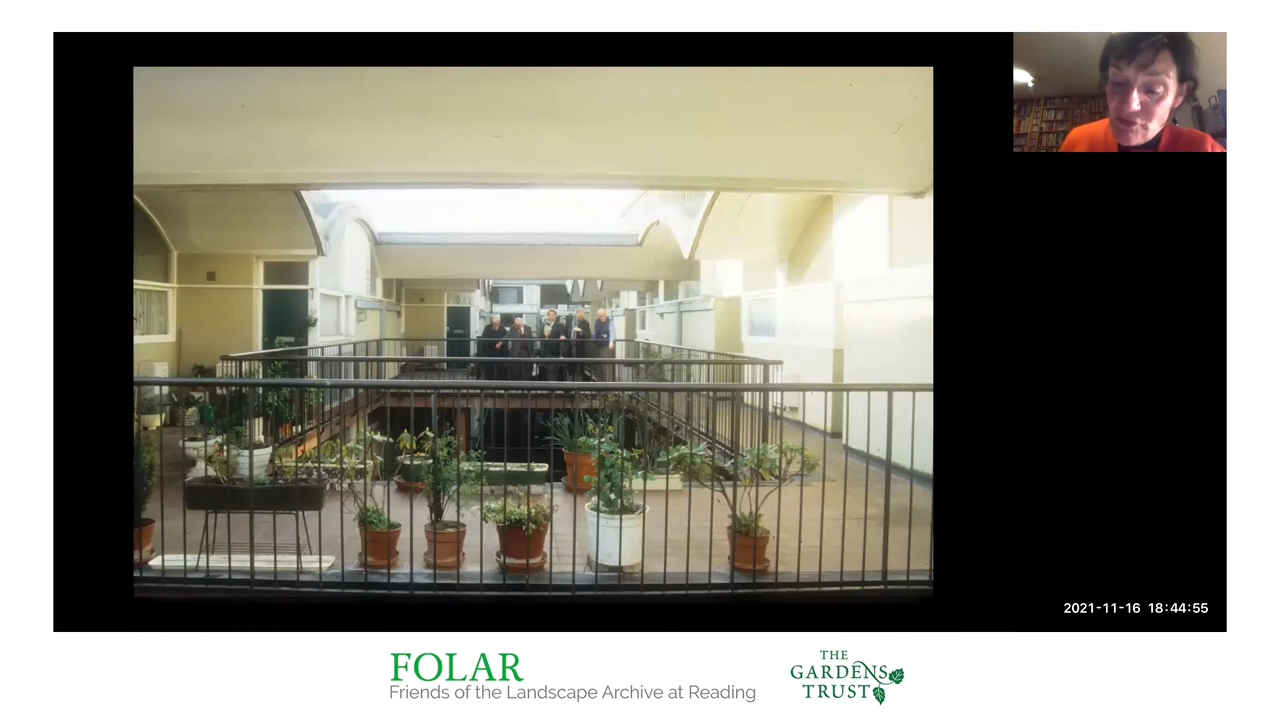 2021-11-16 18:44:55
FOLAR
Friends of the Landscape Archive at Reading
THE
GARDENS
TRUST